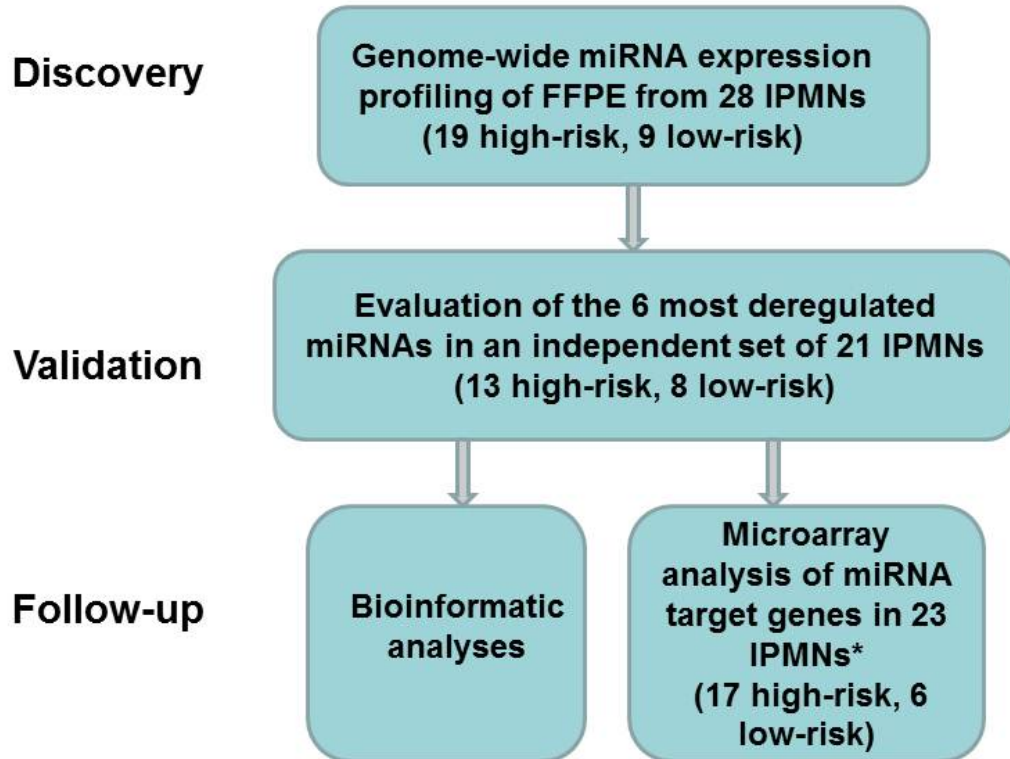 Discovery
Genome-wide miRNA expression
profiling of FFPE from 28 IPMNs
(19 high-risk, 9 low-risk)
Validation
Evaluation of the 6 most deregulated
miRNAs in an independent set of 21 IPMNs
(13 high-risk, 8 low-risk)
Follow-up
Bioinformatic
analyses
Microarray
analysis of miRNA
target genes in 23
IPMNs*
(17 high-risk, 6
low-risk)